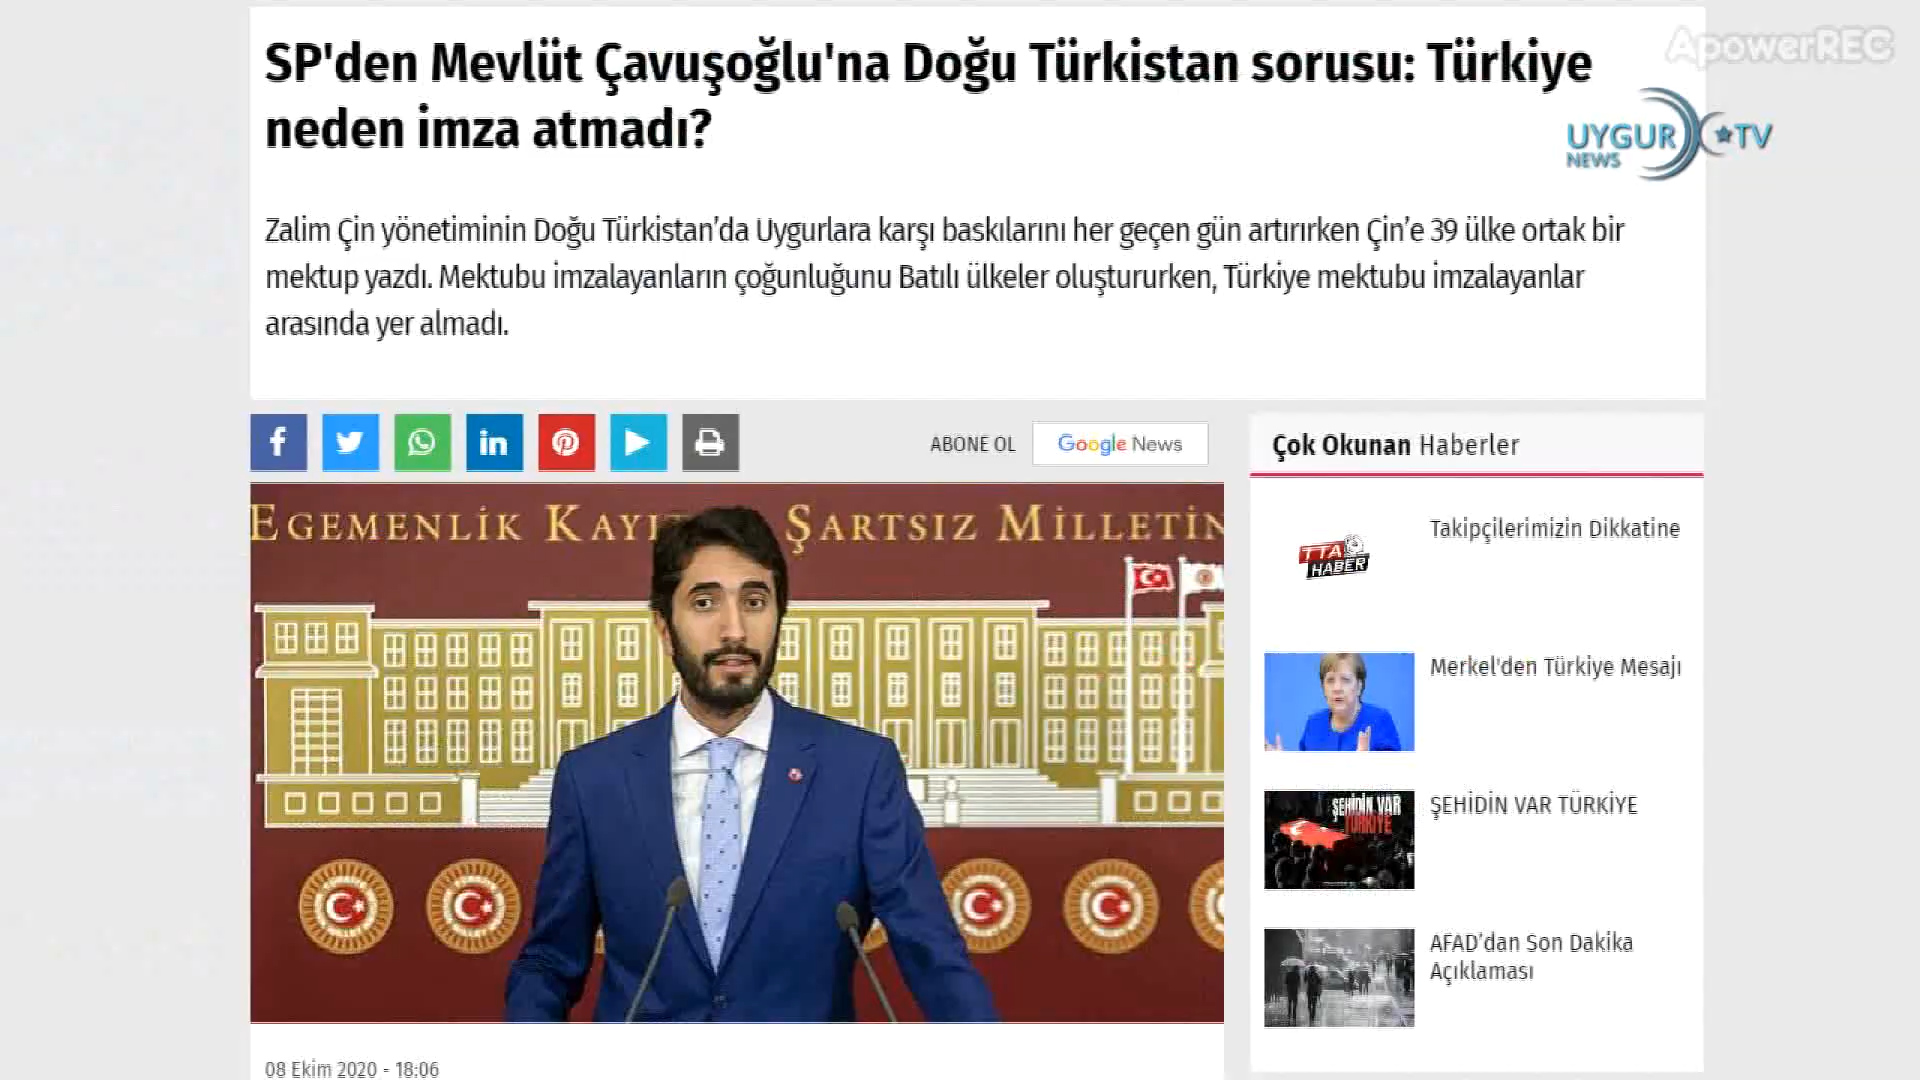 ApowerREC
SP'den Mevlüt Çavuşoğlu'na Doğu Türkistan sorusu: Türkiye
neden imza atmadı?
UYGUR TV
NEWS
Zalim Çin yönetiminin Doğu Türkistan’da Uygurlara karşı baskılarını her geçen gün artırırken Çin’e 39 ülke ortak bir
mektup yazdı. Mektubu imzalayanların çoğunluğunu Batılı ülkeler oluştururken, Türkiye mektubu imzalayanlar
arasında yer almadı.
ABONE OL
Google News
EGEMENLİK ŞARTSIZ MİLLETİN
08 Ekim 2020 - 18:06
Çok Okunan Haberler
TTA
HABER
Takipçilerimizin Dikkatine
Merkel'den Türkiye Mesajı
ŞEHİDİN VAR
TÜRKİYE
ŞEHİDİN VAR TÜRKİYE
AFAD’dan Son Dakika
Açıklaması